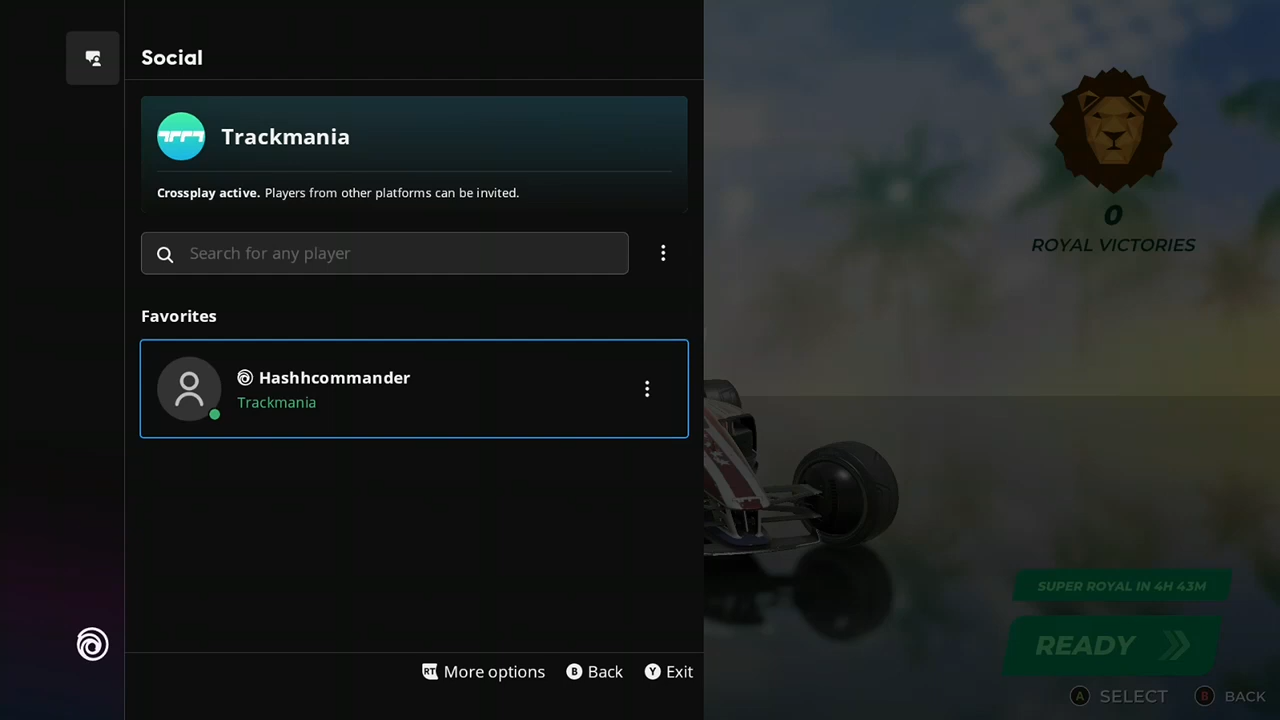 Social
Trackmania
Crossplay active. Players from other platforms can be invited.
Search for any player
Favorites
Hashhcommander
Trackmania
RT More options
B Back
Y Exit
0
ROYAL VICTORIES
SUPER ROYAL IN 4H 43M
READY
A SELECT
B BACK